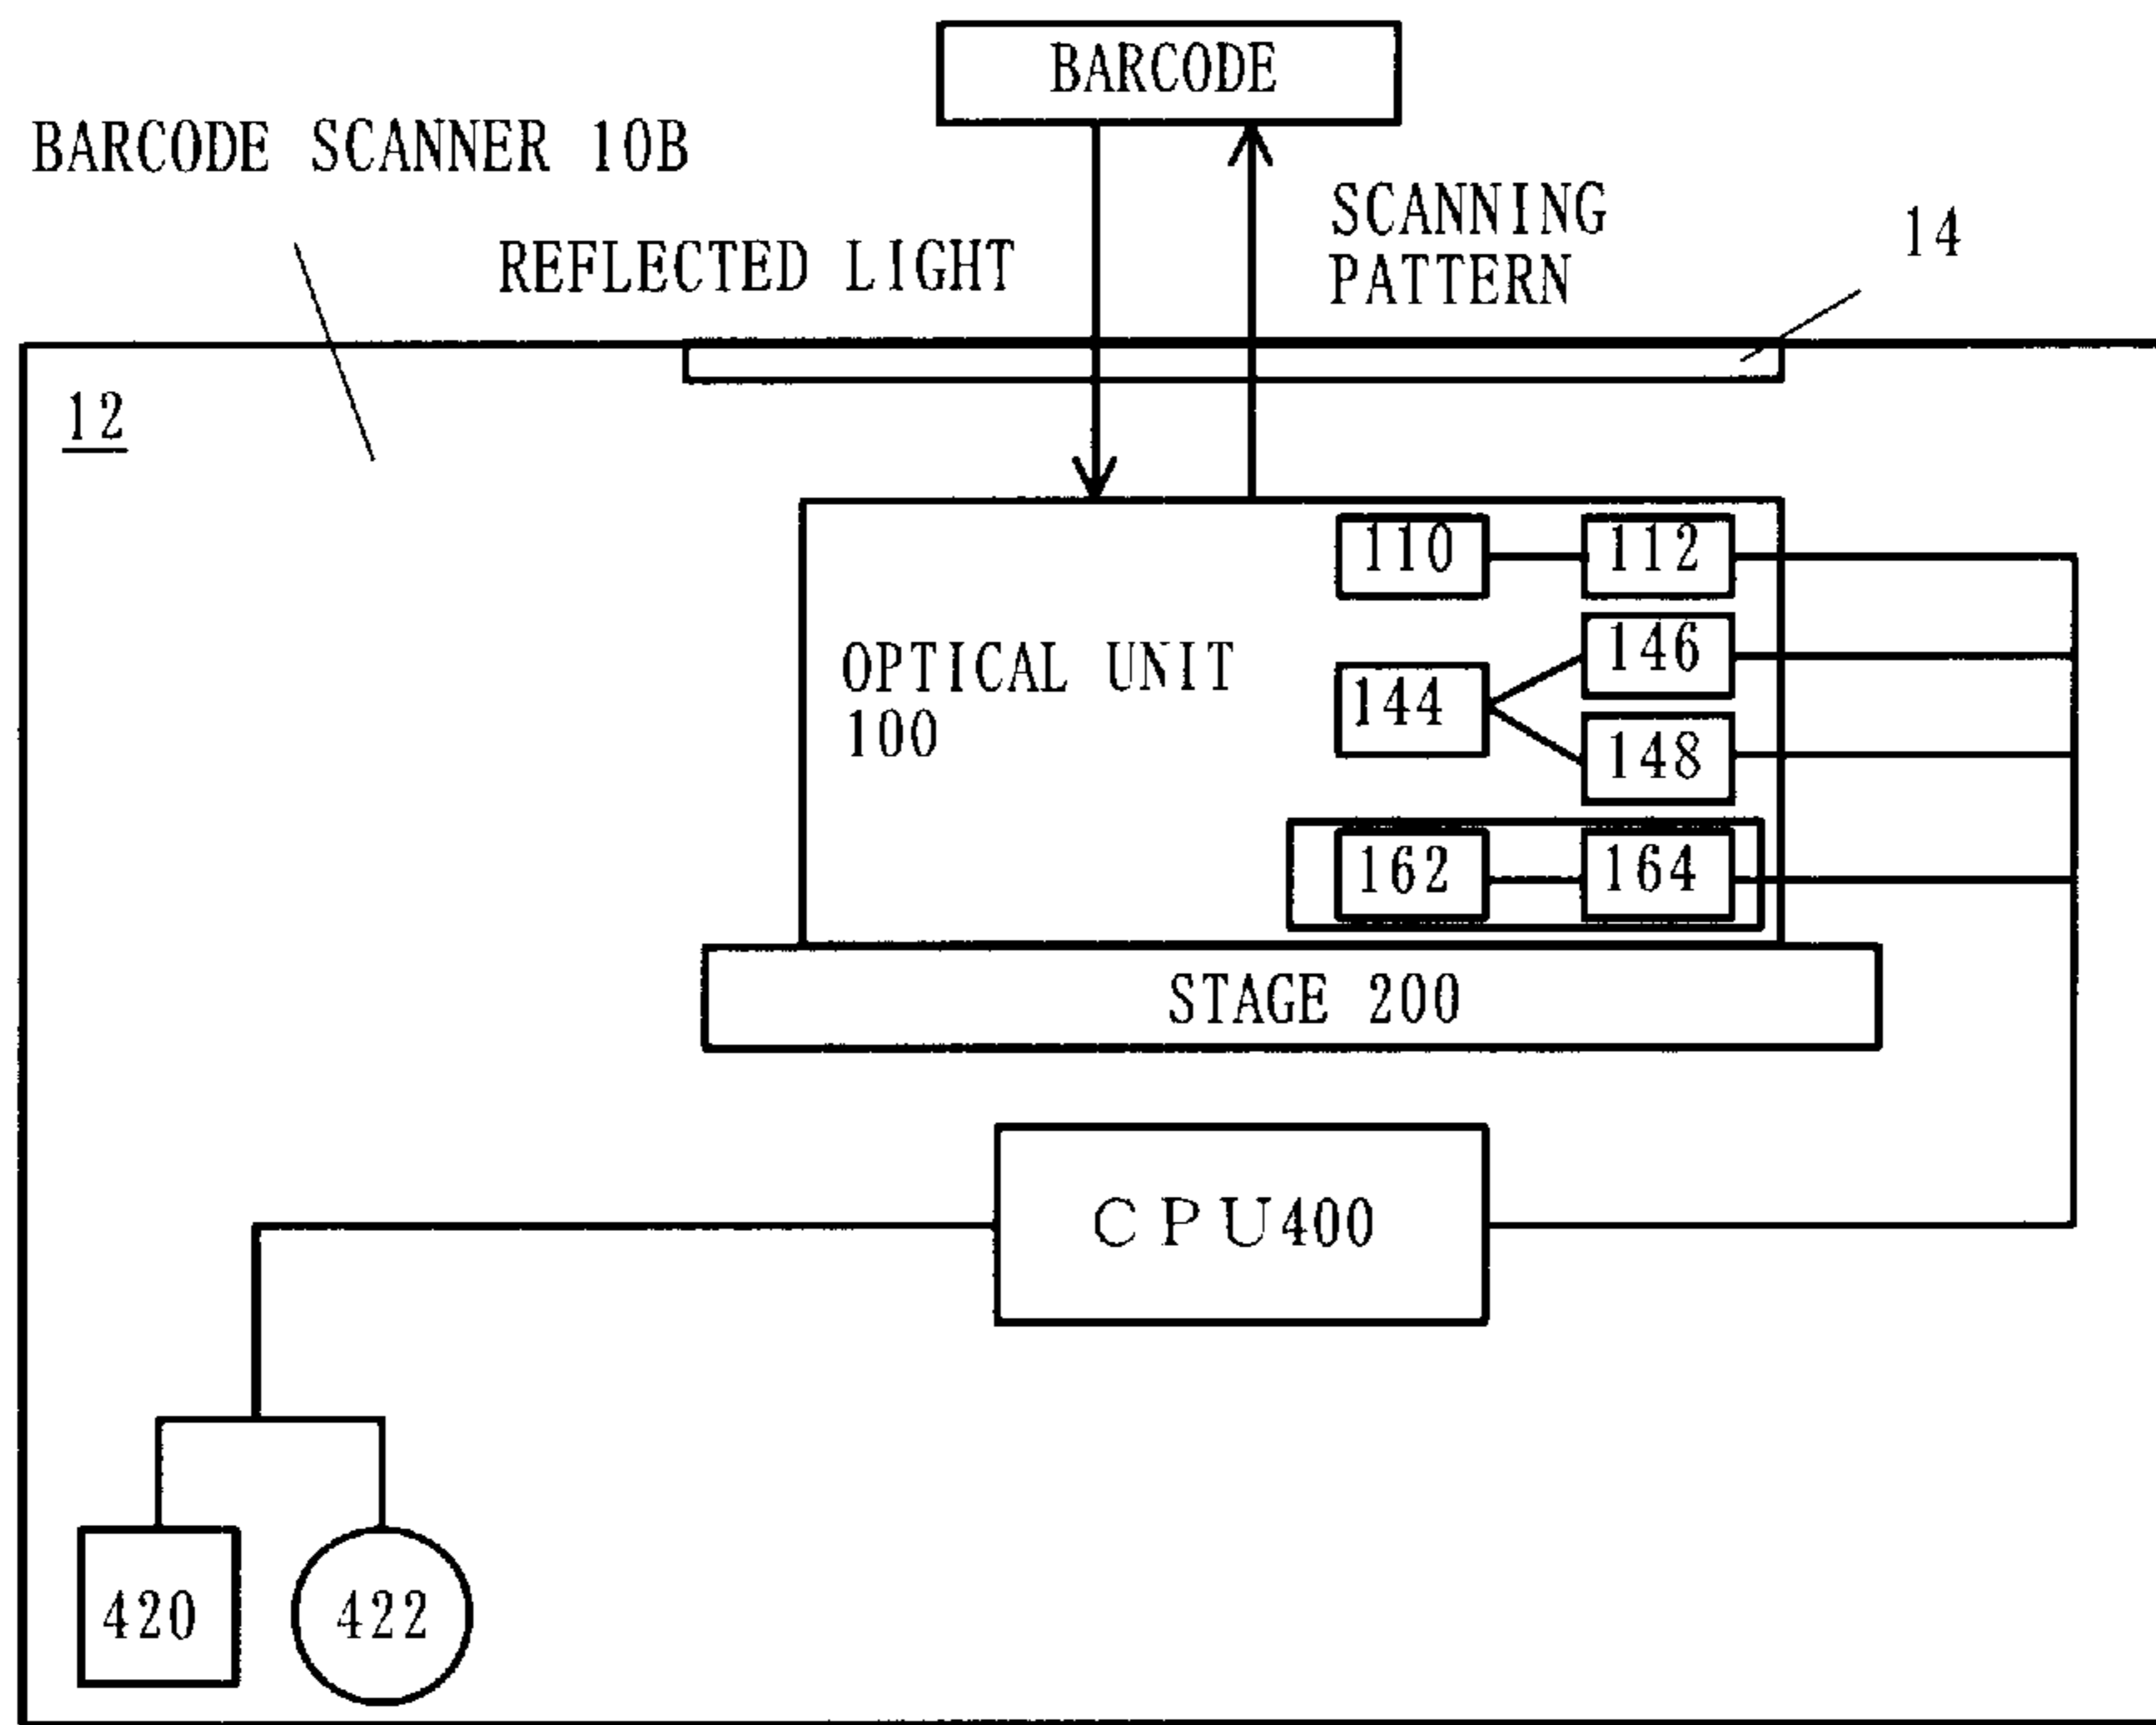 BARCODE
BARCODE SCANNER 10B
SCANNING
PATTERN
14
REFLECTED LIGHT
12
110
112
146
OPTICAL UNIT
100
144
148
162
164
STAGE 200
CPU400
420
422